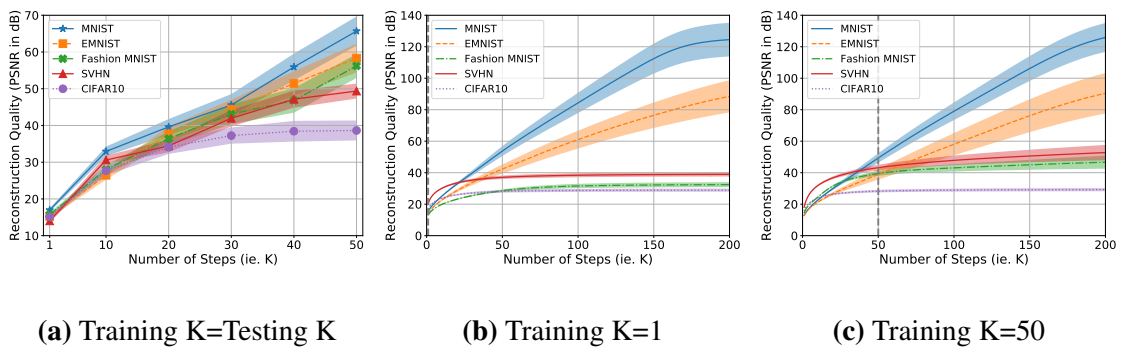 Reconstruction Quality (PSNR in dB)
70
60
50
40
30
20
10
MNIST
EMNIST
Fashion MNIST
SVHN
CIFAR10
1
10
20
30
40
50
Number of Steps (ie. K)
(a) Training K=Testing K
Reconstruction Quality (PSNR in dB)
140
120
100
80
60
40
20
0
MNIST
EMNIST
Fashion MNIST
SVHN
CIFAR10
0
50
100
150
200
Number of Steps (ie. K)
(b) Training K=1
Reconstruction Quality (PSNR in dB)
140
120
100
80
60
40
20
0
MNIST
EMNIST
Fashion MNIST
SVHN
CIFAR10
0
50
100
150
200
Number of Steps (ie. K)
(c) Training K=50